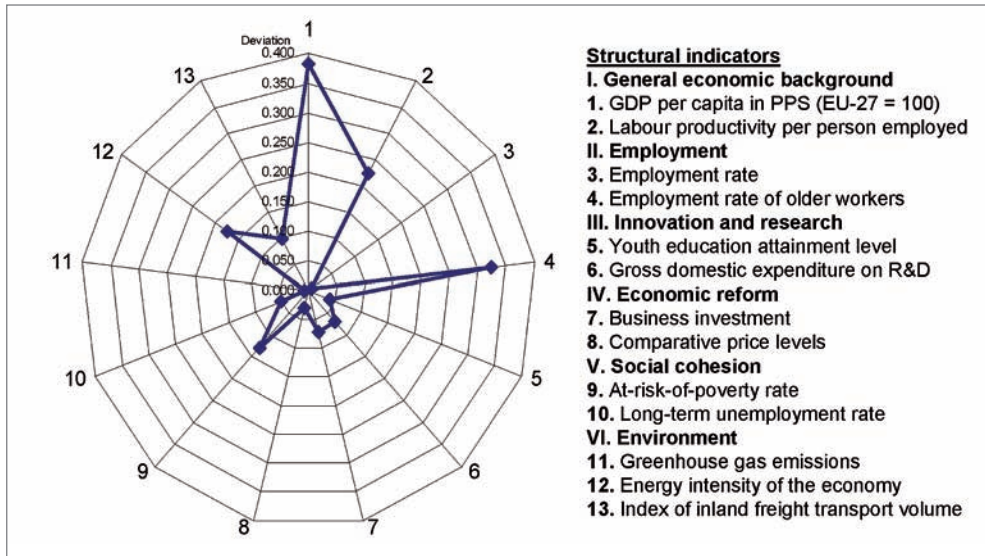 1
Deviation
0.400
13
2
0.350
0.300
0.250
12
3
0.200
0.150
0.100
11
4
0.050
0.000
10
5
9
6
8
7
Structural indicators
I. General economic background
1. GDP per capita in PPS (EU-27 = 100)
2. Labour productivity per person employed
II. Employment
3. Employment rate
4. Employment rate of older workers
III. Innovation and research
5. Youth education attainment level
6. Gross domestic expenditure on R&D
IV. Economic reform
7. Business investment
8. Comparative price levels
V. Social cohesion
9. At-risk-of-poverty rate
10. Long-term unemployment rate
VI. Environment
11. Greenhouse gas emissions
12. Energy intensity of the economy
13. Index of inland freight transport volume